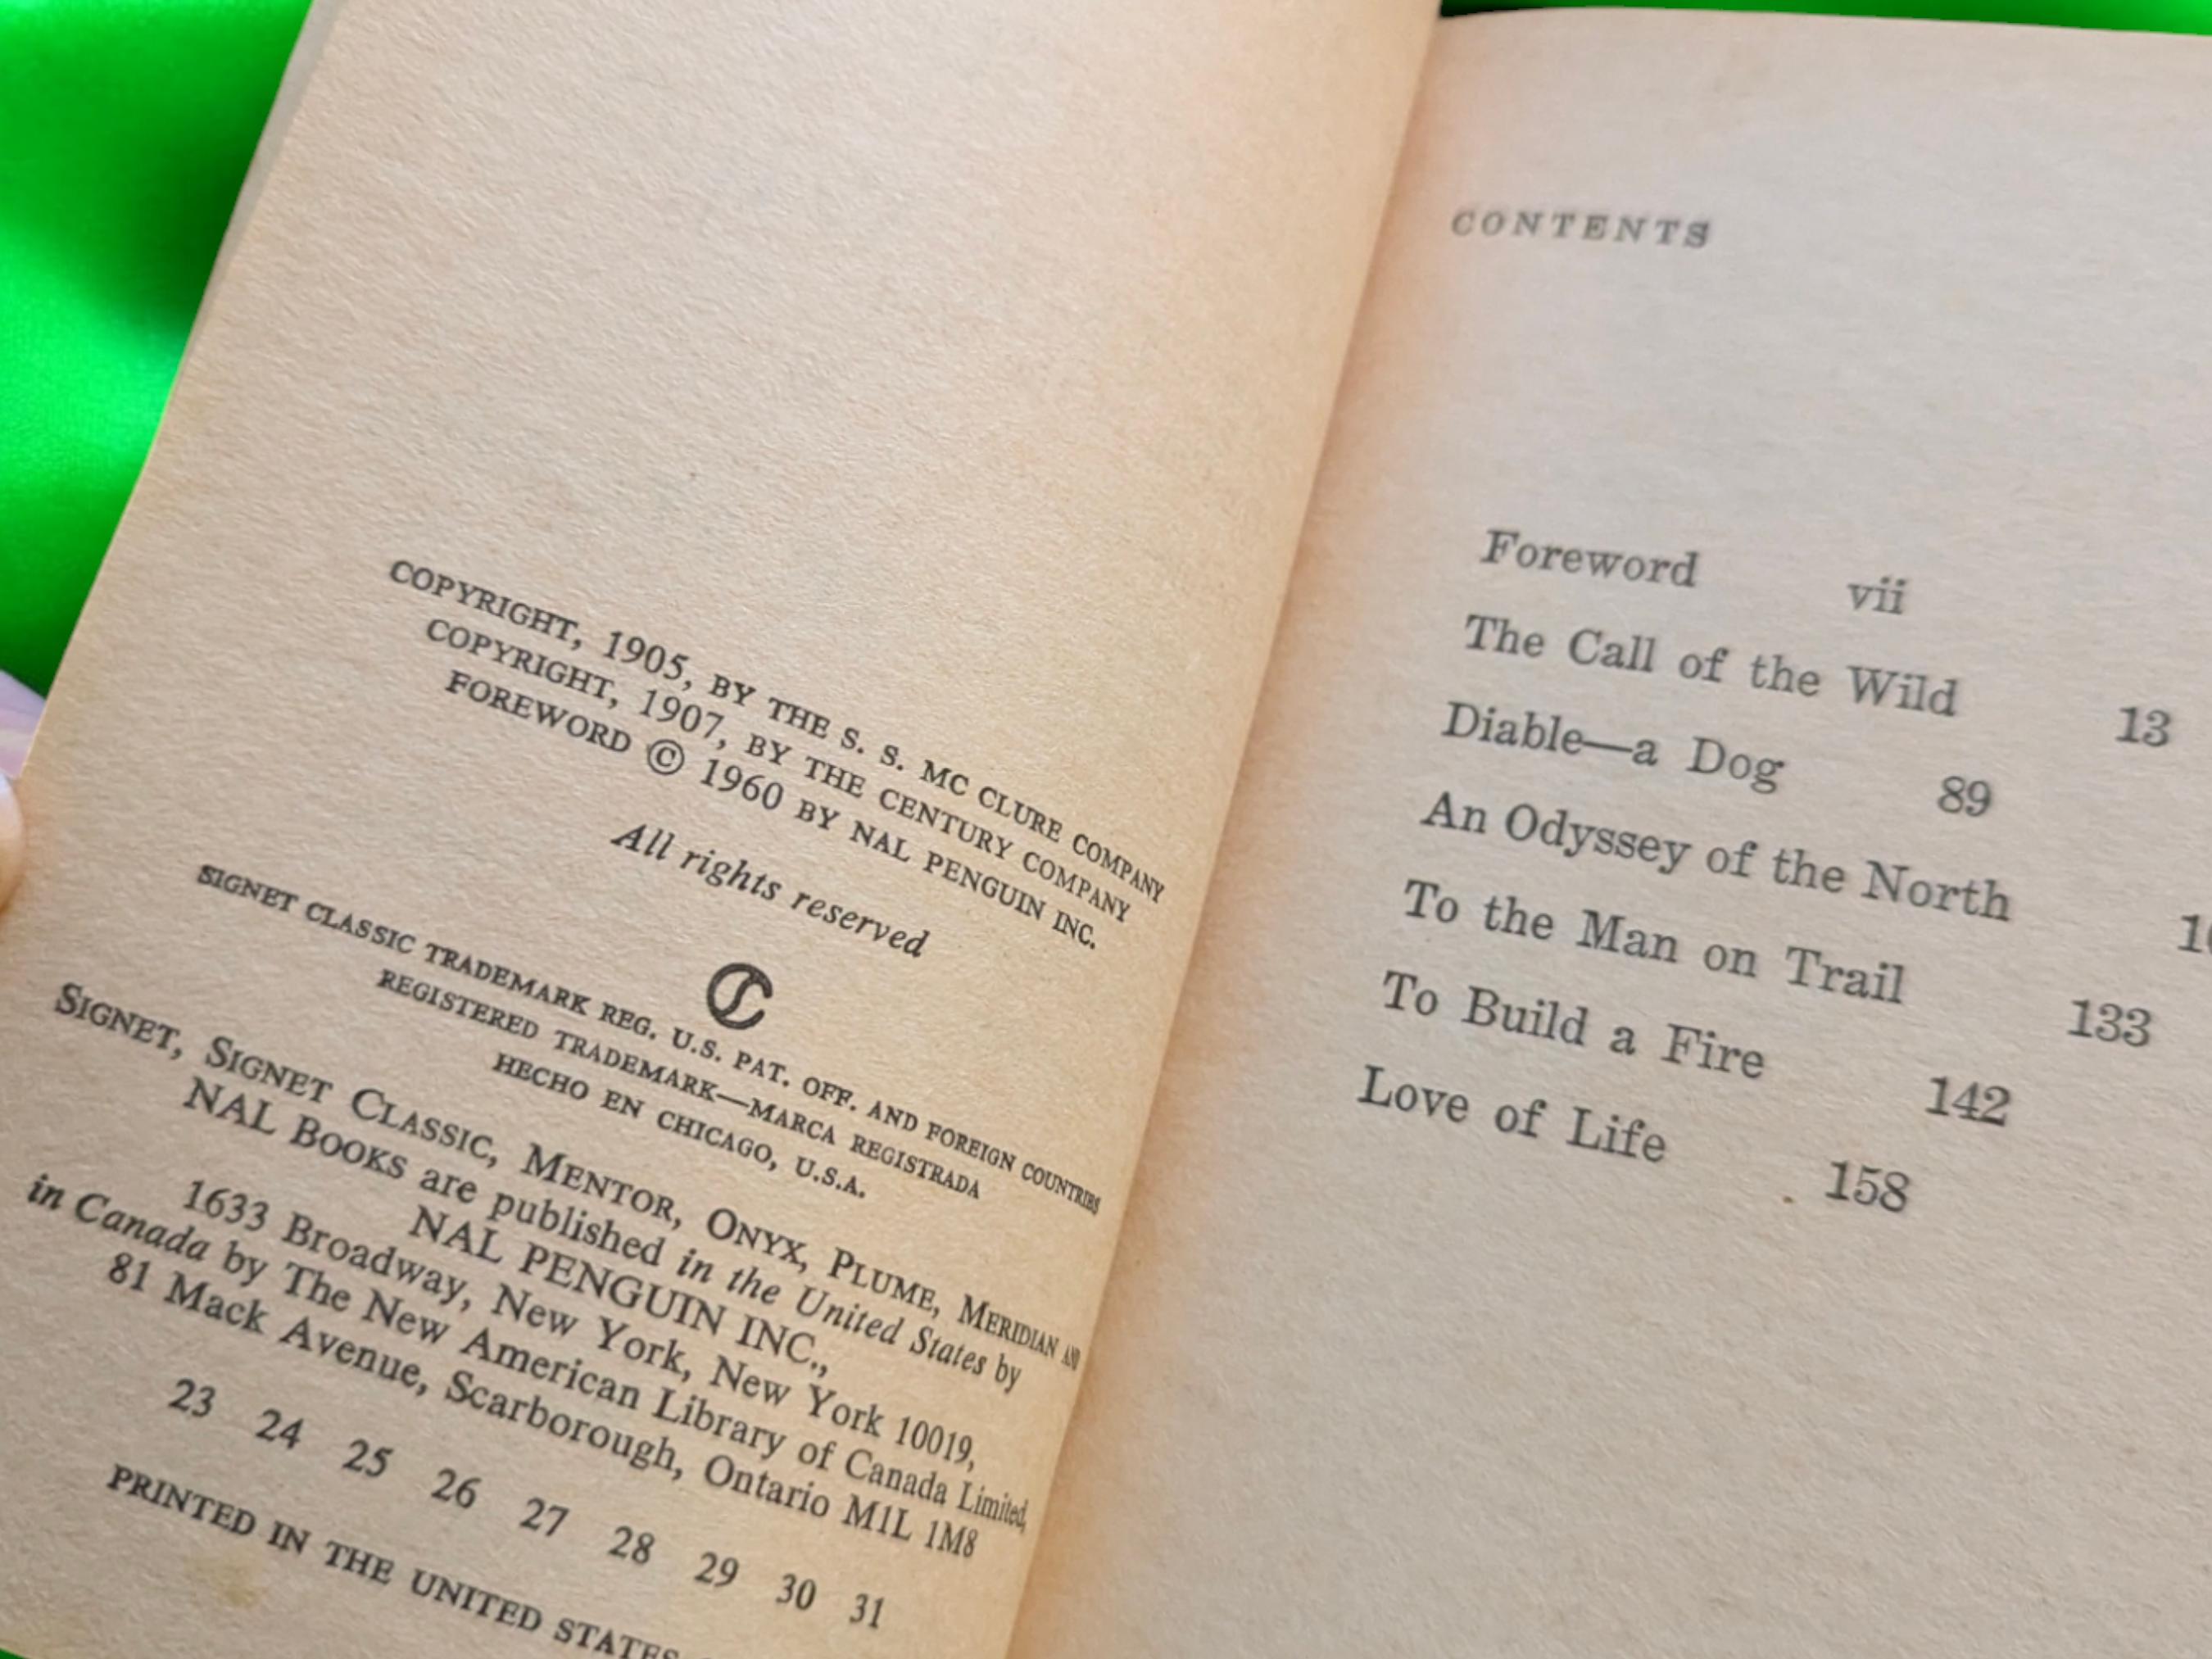 COPYRIGHT, 1905, BY THE S. S. MC CLURE COMPANY
COPYRIGHT, 1907, BY THE CENTURY COMPANY
FOREWORD © 1960 BY NAL PENGUIN INC.
All rights reserved
SIGNET CLASSIC TRADEMARK REG. U.S. PAT. OFF. AND FOREIGN COUNTRIES
REGISTERED TRADEMARK—MARCA REGISTRADA
HECHO EN CHICAGO, U.S.A.
SIGNET, SIGNET CLASSIC, MENTOR, ONYX, PLUME, MERIDIAN AND
NAL BOOKS are published in the United States by
NAL PENGUIN INC.,
1633 Broadway, New York, New York 10019,
in Canada by The New American Library of Canada Limited,
81 Mack Avenue, Scarborough, Ontario M1L 1M8
23 24 25 26 27 28 29 30 31
PRINTED IN THE UNITED STATES
CONTENTS
Foreword vii
The Call of the Wild 13
Diable—a Dog 89
An Odyssey of the North
To the Man on Trail 133
To Build a Fire 142
Love of Life 158